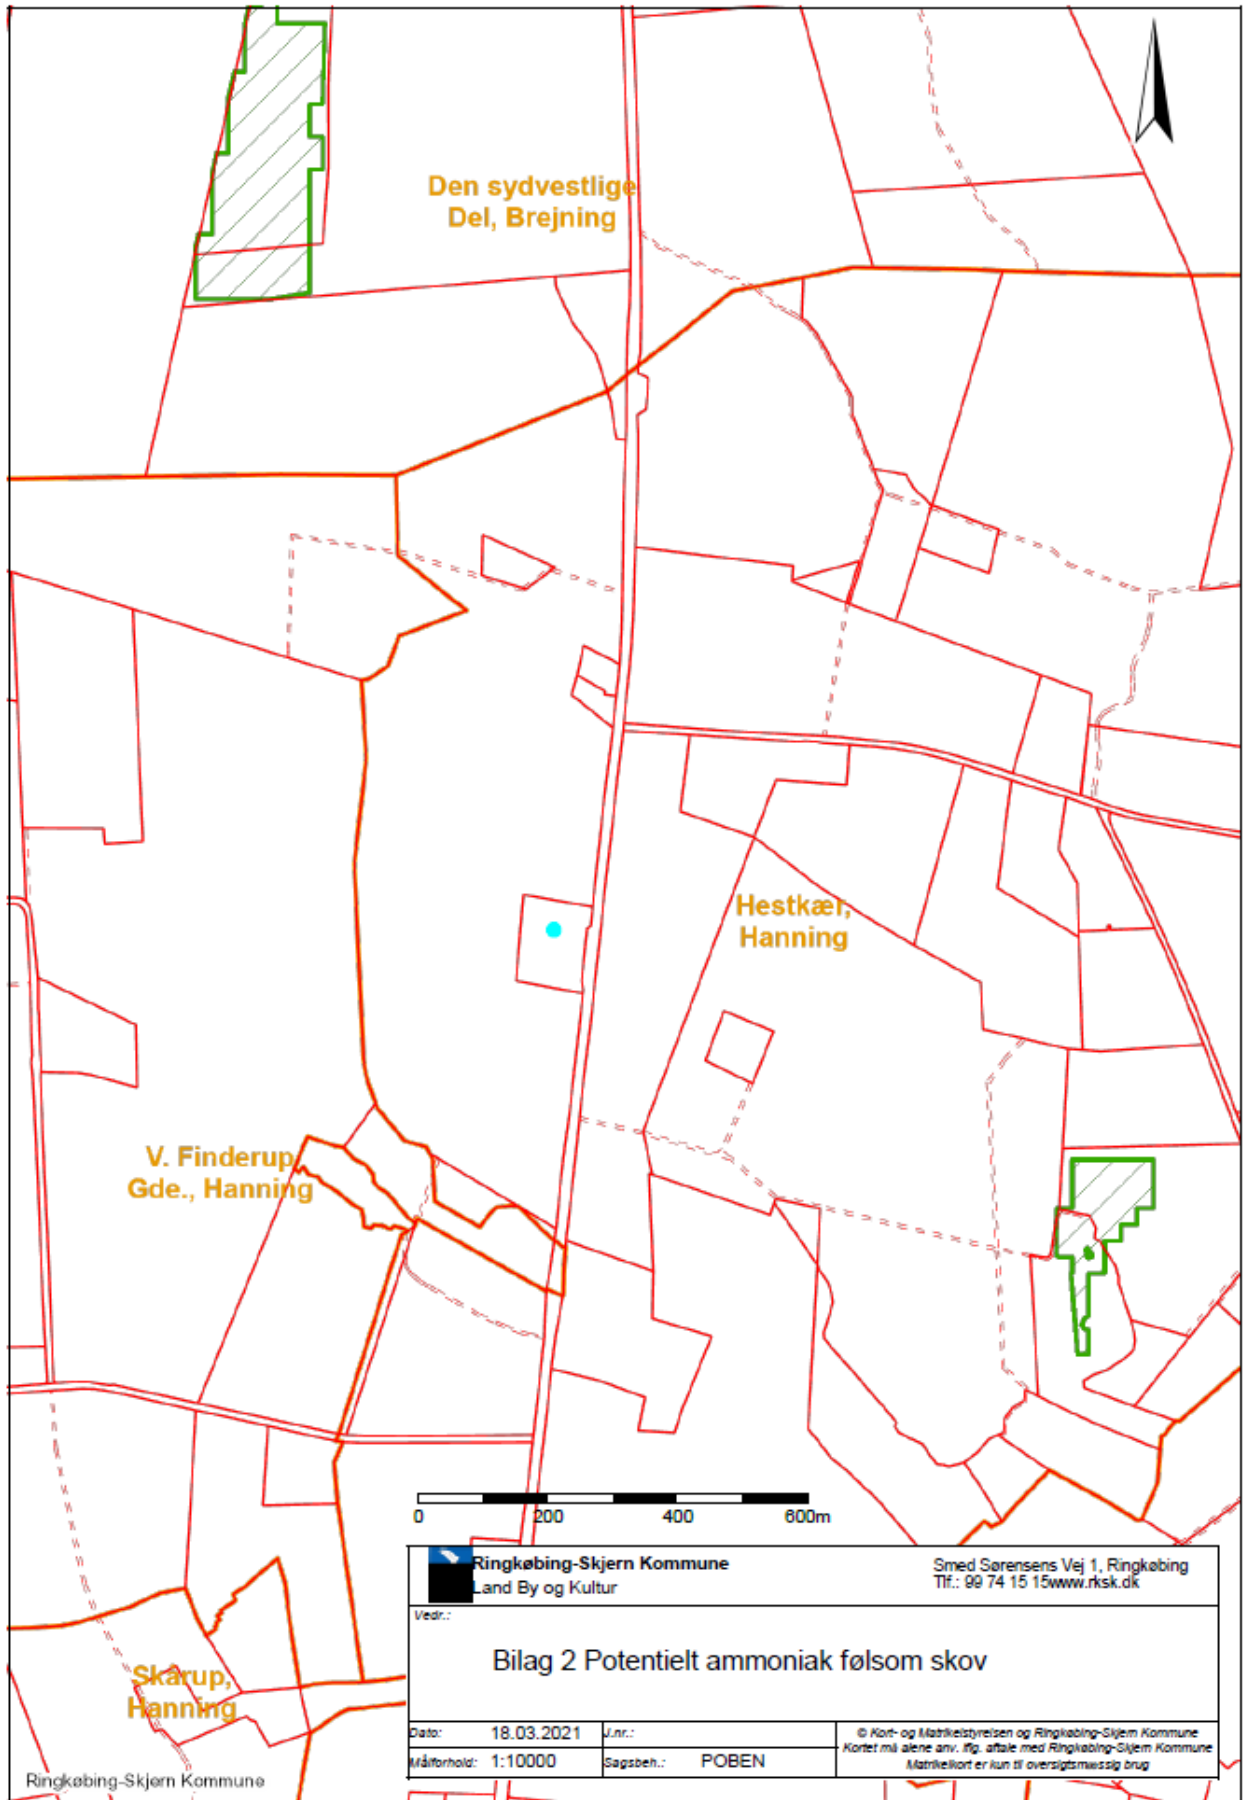 Den sydvestlige
Del, Brejning
Hestkær,
Hanning
V. Finderup
Gde., Hanning
0 200 400 600m
Ringkøbing-Skjern Kommune
Land By og Kultur
Smed Sørensens Vej 1, Ringkøbing
Tlf.: 99 74 15 15www.rksk.dk
Vedr.:
Bilag 2 Potentielt ammoniak følsom skov
Skårup,
Hanning
Dato: 18.03.2021 J.nr.:
Målforhold: 1:10000 Sagsbeh.: POBEN
© Kort- og Matrikelstyrelsen og Ringkøbing-Skjern Kommune
Kortet må alene anv. iflg. aftale med Ringkøbing-Skjern Kommune
Matrikelkort er kun til oversigtsmæssig brug
Ringkøbing-Skjern Kommune